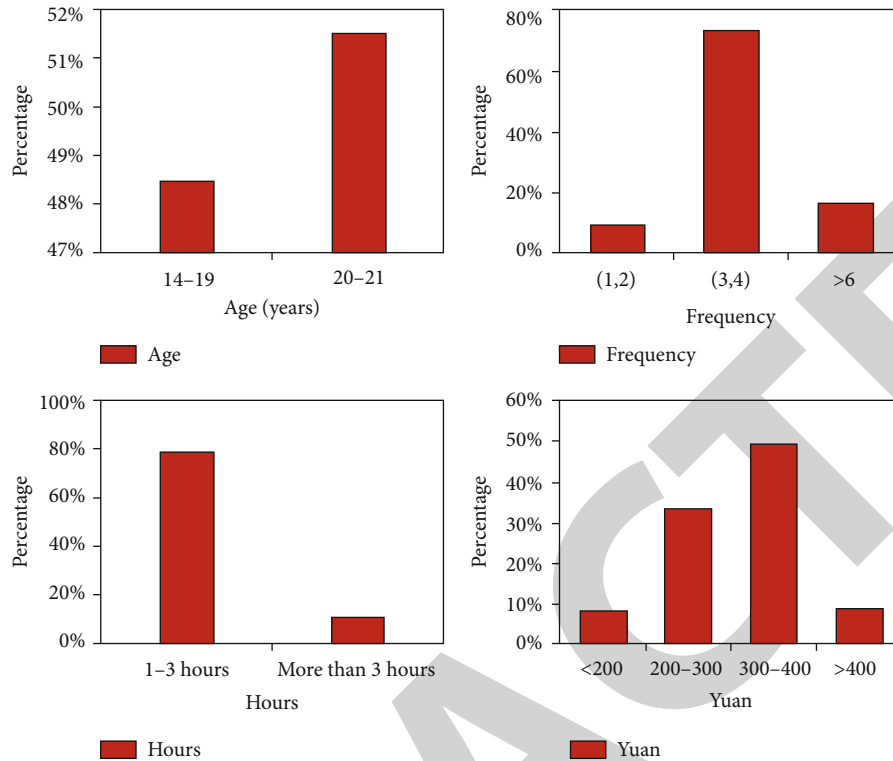 52%
51%
50%
49%
48%
47%
Percentage
14–19
20–21
Age (years)
Age
80%
60%
40%
20%
0%
Percentage
(1,2)
(3,4)
>6
Frequency
Frequency
100%
80%
60%
40%
20%
0%
Percentage
1–3 hours
More than 3 hours
Hours
Hours
60%
50%
40%
30%
20%
10%
0%
Percentage
<200
200–300
300–400
>400
Yuan
Yuan
ACTE